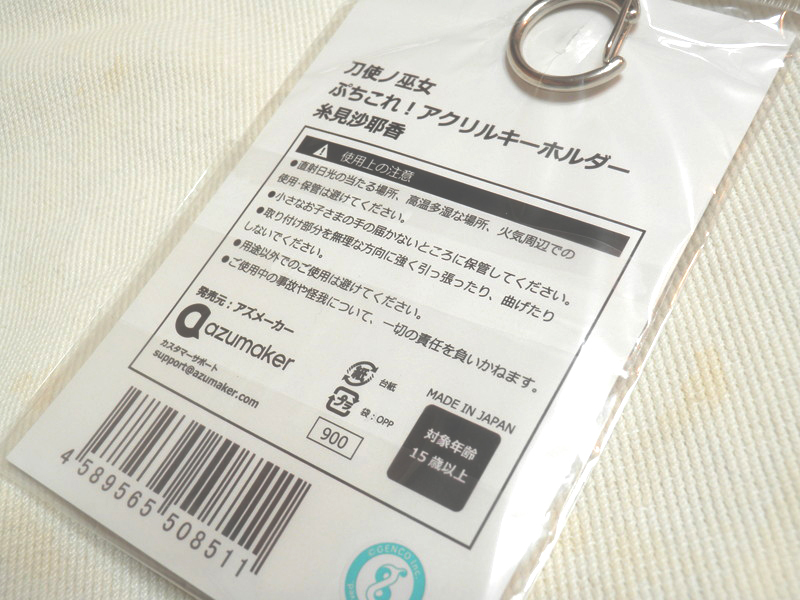 刀使ノ巫女
ぷちこれ！アクリルキーホルダー
糸見沙耶香
使用上の注意
●直射日光の当たる場所、高温多湿な場所、火気周辺での
使用・保管は避けてください。
●小さなお子さまの手の届かないところに保管してください。
●取り付け部分を無理な方向に強く引っ張ったり、曲げたり
しないでください。
●用途以外でのご使用は避けてください。
●ご使用中の事故や怪我について、一切の責任を負いかねます。
発売元：アズメーカー
azumaker
カスタマーサポート
support@azumaker.com
紙 台紙
プラ 袋：OPP
900
MADE IN JAPAN
対象年齢
15 歳以上
4 589565 508511
©GENCO Inc.